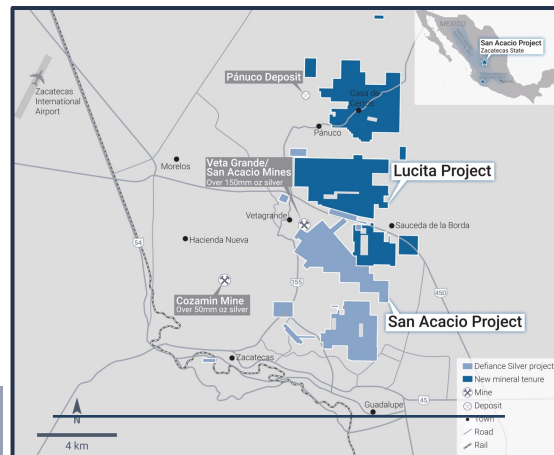 MEXICO
San Acacio Project
Zacatecas State
Pánuco Deposit
Zacatecas
International
Airport
Casa de
Cerros
Pánuco
Morelos
Veta Grande/
San Acacio Mines
Over 150mm oz silver
Lucita Project
Vetagrande
Sauceda de la Borda
54
Hacienda Nueva
155
45D
Cozamin Mine
Over 50mm oz silver
San Acacio Project
Zacatecas
Guadalupe
45
N
4 km
Defiance Silver project
New mineral tenure
Mine
Deposit
Town
Road
Rail